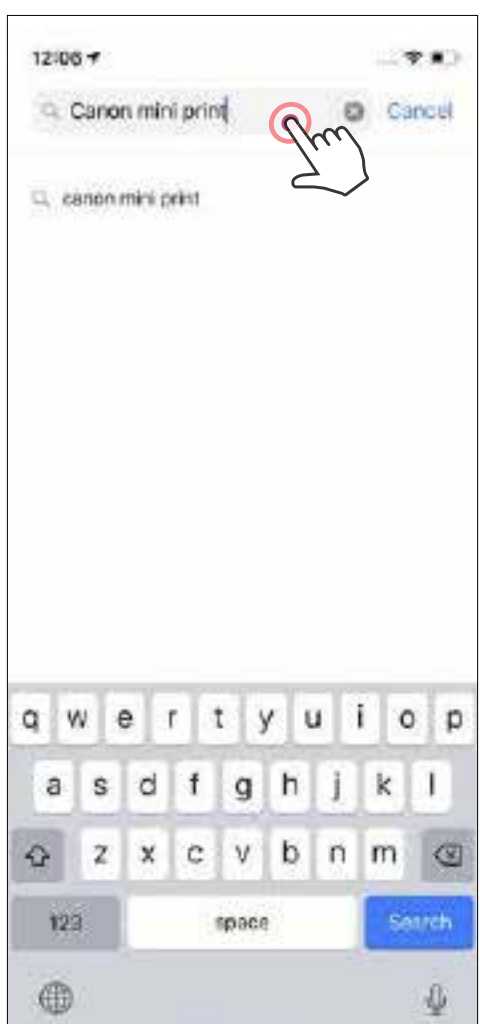 12:06
Canon mini print Cancel
canon mini print
q w e r t y u i o p
a s d f g h j k l
z x c v b n m
123 space Search